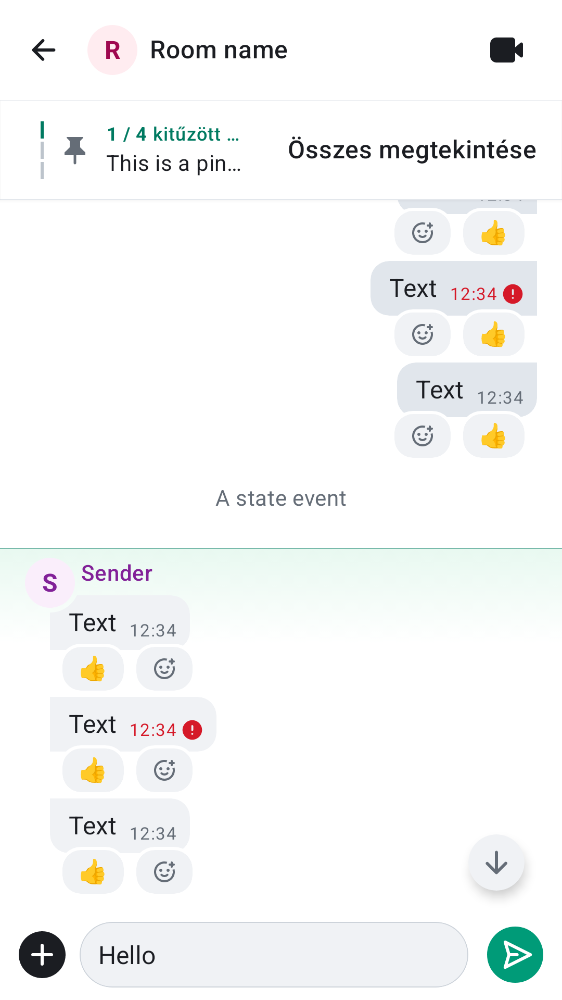 R Room name
1 / 4 kitűzött …
This is a pin…
Összes megtekintése
Text 12:34
Text 12:34
A state event
S Sender
Text 12:34
Text 12:34
Text 12:34
Hello